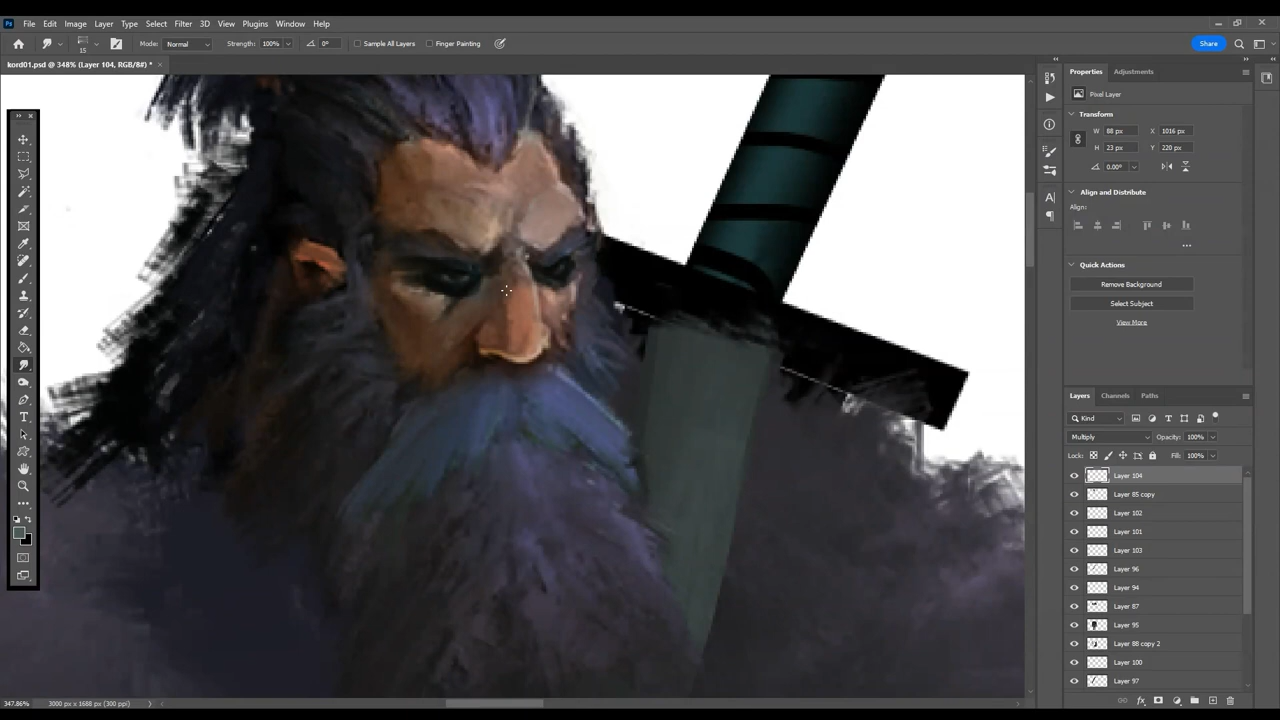 Ps File Edit Image Layer Type Select Filter 3D View Plugins Window Help
15 Mode: Normal Strength: 100% 0° Sample All Layers Finger Painting Share
kord01.psd @ 348% (Layer 104, RGB/8#) *
Properties Adjustments
Pixel Layer
Transform
W 88 px X 1016 px
H 23 px Y 220 px
0.00°
Align and Distribute
Align:
Quick Actions
Remove Background
Select Subject
View More
Layers Channels Paths
Kind
Multiply Opacity: 100%
Lock: Fill: 100%
Layer 104
Layer 85 copy
Layer 102
Layer 101
Layer 103
Layer 96
Layer 94
Layer 87
Layer 95
Layer 88 copy 2
Layer 100
Layer 97
347.86% 3000 px x 1688 px (300 ppi)